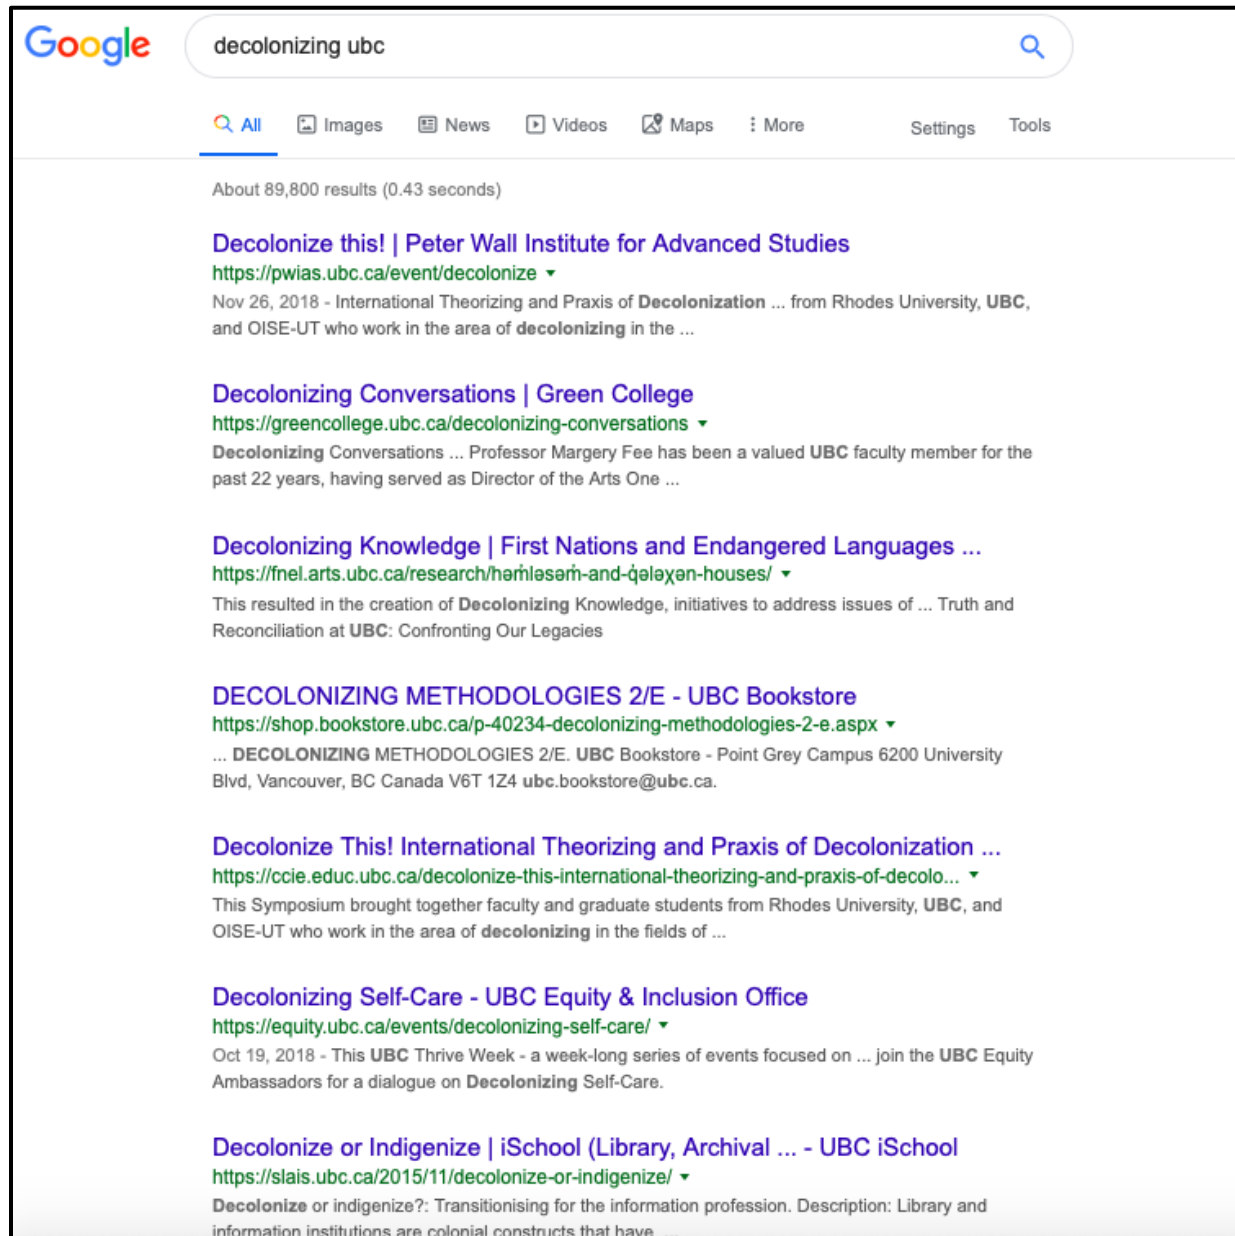 Google decolonizing ubc
All Images News Videos Maps More Settings Tools
About 89,800 results (0.43 seconds)
Decolonize this! | Peter Wall Institute for Advanced Studies
https://pwias.ubc.ca/event/decolonize
Nov 26, 2018 - International Theorizing and Praxis of Decolonization ... from Rhodes University, UBC,
and OISE-UT who work in the area of decolonizing in the ...
Decolonizing Conversations | Green College
https://greencollege.ubc.ca/decolonizing-conversations
Decolonizing Conversations ... Professor Margery Fee has been a valued UBC faculty member for the
past 22 years, having served as Director of the Arts One ...
Decolonizing Knowledge | First Nations and Endangered Languages ...
https://fnel.arts.ubc.ca/research/həm̓ləsəm̓-and-q̓ələχən-houses/
This resulted in the creation of Decolonizing Knowledge, initiatives to address issues of ... Truth and
Reconciliation at UBC: Confronting Our Legacies
DECOLONIZING METHODOLOGIES 2/E - UBC Bookstore
https://shop.bookstore.ubc.ca/p-40234-decolonizing-methodologies-2-e.aspx
... DECOLONIZING METHODOLOGIES 2/E. UBC Bookstore - Point Grey Campus 6200 University
Blvd, Vancouver, BC Canada V6T 1Z4 ubc.bookstore@ubc.ca.
Decolonize This! International Theorizing and Praxis of Decolonization ...
https://ccie.educ.ubc.ca/decolonize-this-international-theorizing-and-praxis-of-decolo...
This Symposium brought together faculty and graduate students from Rhodes University, UBC, and
OISE-UT who work in the area of decolonizing in the fields of ...
Decolonizing Self-Care - UBC Equity & Inclusion Office
https://equity.ubc.ca/events/decolonizing-self-care/
Oct 19, 2018 - This UBC Thrive Week - a week-long series of events focused on ... join the UBC Equity
Ambassadors for a dialogue on Decolonizing Self-Care.
Decolonize or Indigenize | iSchool (Library, Archival ... - UBC iSchool
https://slais.ubc.ca/2015/11/decolonize-or-indigenize/
Decolonize or indigenize?: Transitionising for the information profession. Description: Library and
information institutions are colonial constructs that have ...